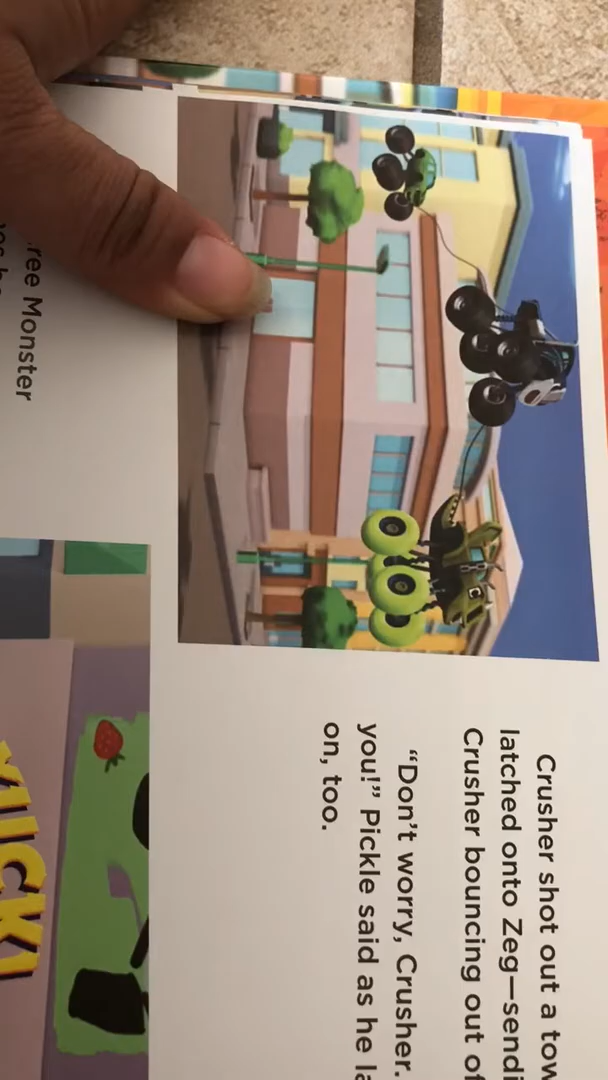 Crusher shot out a tow
latched onto Zeg—sendi
Crusher bouncing out of
“Don’t worry, Crusher.
you!” Pickle said as he la
on, too.
Monster